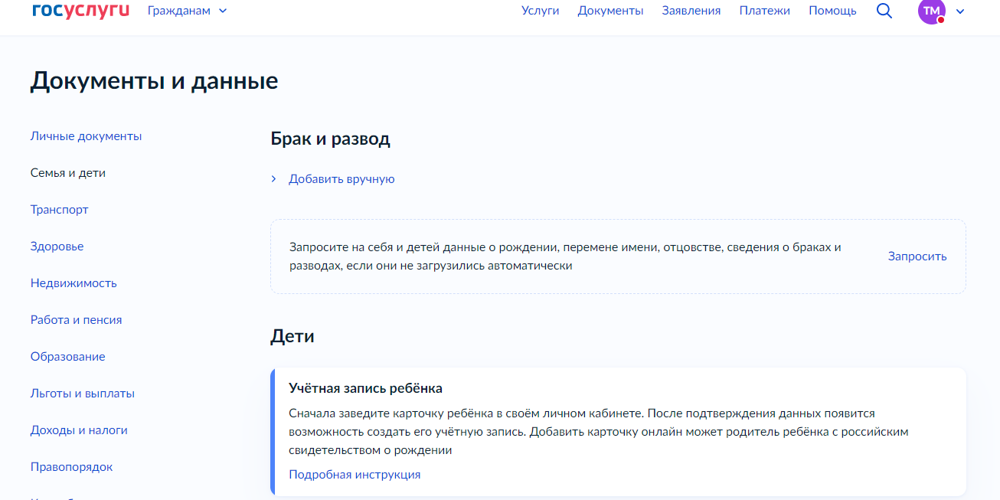 госуслуги Гражданам Услуги Документы Заявления Платежи Помощь ТМ
Документы и данные
Личные документы
Семья и дети
Транспорт
Здоровье
Недвижимость
Работа и пенсия
Образование
Льготы и выплаты
Доходы и налоги
Правопорядок
Брак и развод
Добавить вручную
Запросите на себя и детей данные о рождении, перемене имени, отцовстве, сведения о браках и
разводах, если они не загрузились автоматически
Запросить
Дети
Учётная запись ребёнка
Сначала заведите карточку ребёнка в своём личном кабинете. После подтверждения данных появится
возможность создать его учётную запись. Добавить карточку онлайн может родитель ребёнка с российским
свидетельством о рождении
Подробная инструкция